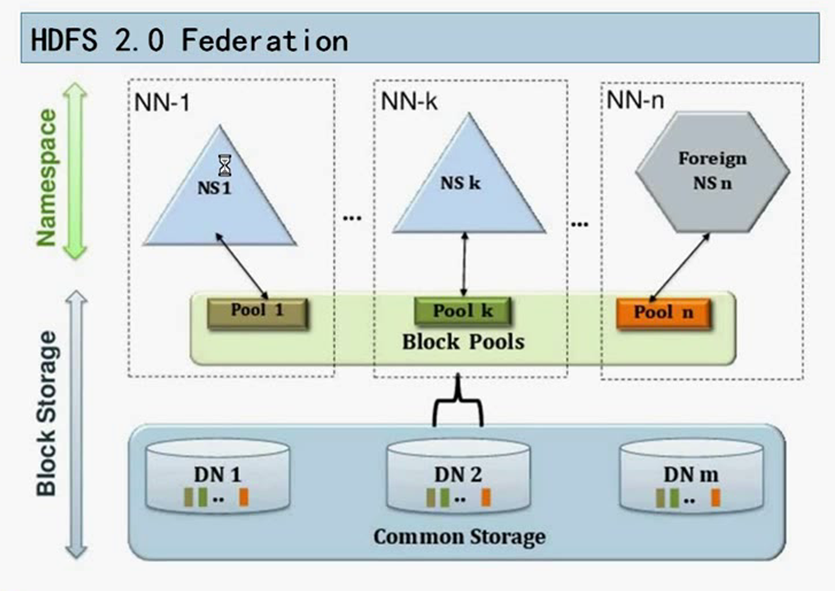 HDFS 2.0 Federation
Namespace
NN-1
NN-k
NN-n
NS1
NS k
Foreign
NS n
...
...
Pool 1
Pool k
Pool n
Block Pools
Block Storage
DN 1
DN 2
DN m
..
..
..
Common Storage